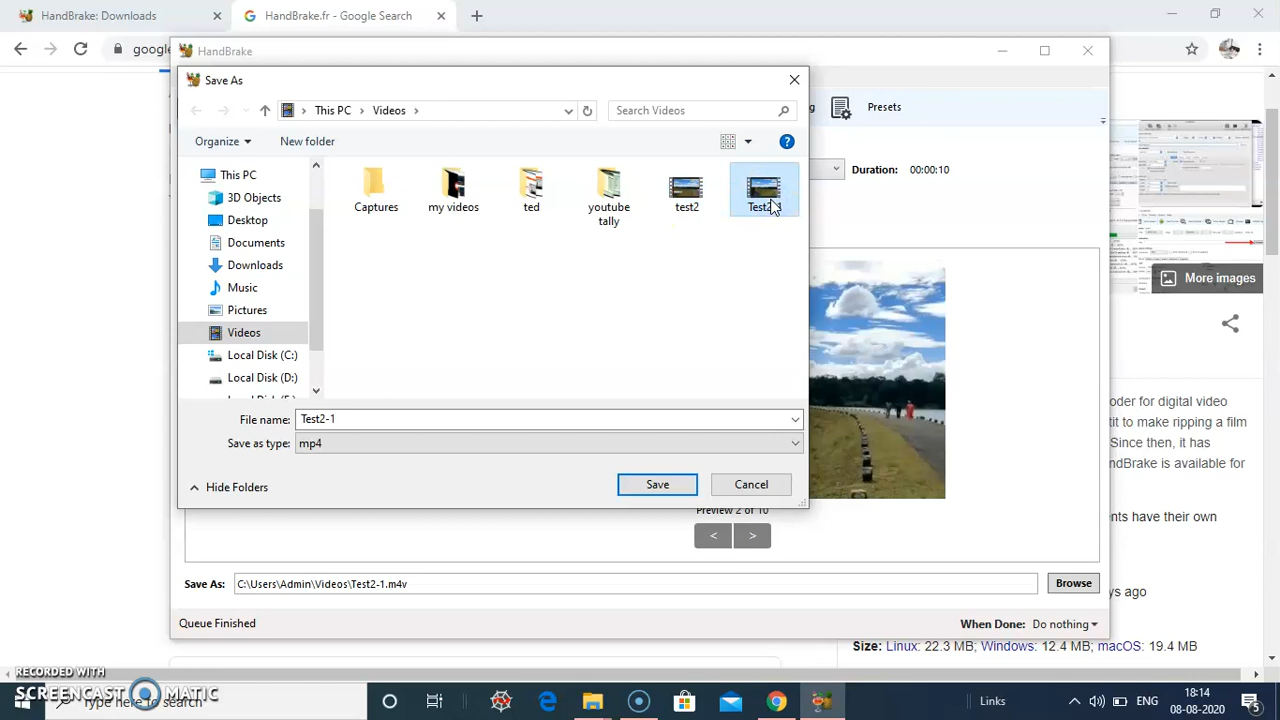 HandBrake: Downloads
HandBrake.fr - Google Search
google
HandBrake
Save As
This PC
Videos
Search Videos
Presets
Organize
New folder
Duration: 00:00:10
This PC
3D Objects
Desktop
Documents
Downloads
Music
Pictures
Videos
Local Disk (C:)
Local Disk (D:)
Captures
my videos
ted
youtube tally
test2
More images
File name: Test2-1
Save as type: mp4
Hide Folders
Save
Cancel
Preview 2 of 10
<
>
Save As: C:\Users\Admin\Videos\Test2-1.m4v
Browse
Queue Finished
When Done: Do nothing
oder for digital video
tit to make ripping a film
Since then, it has
ndBrake is available for
nts have their own
ys ago
Size: Linux: 22.3 MB; Windows: 12.4 MB; macOS: 19.4 MB
RECORDED WITH
SCREENCAST MATIC
Type here to search
Links
ENG
18:14
08-08-2020
5